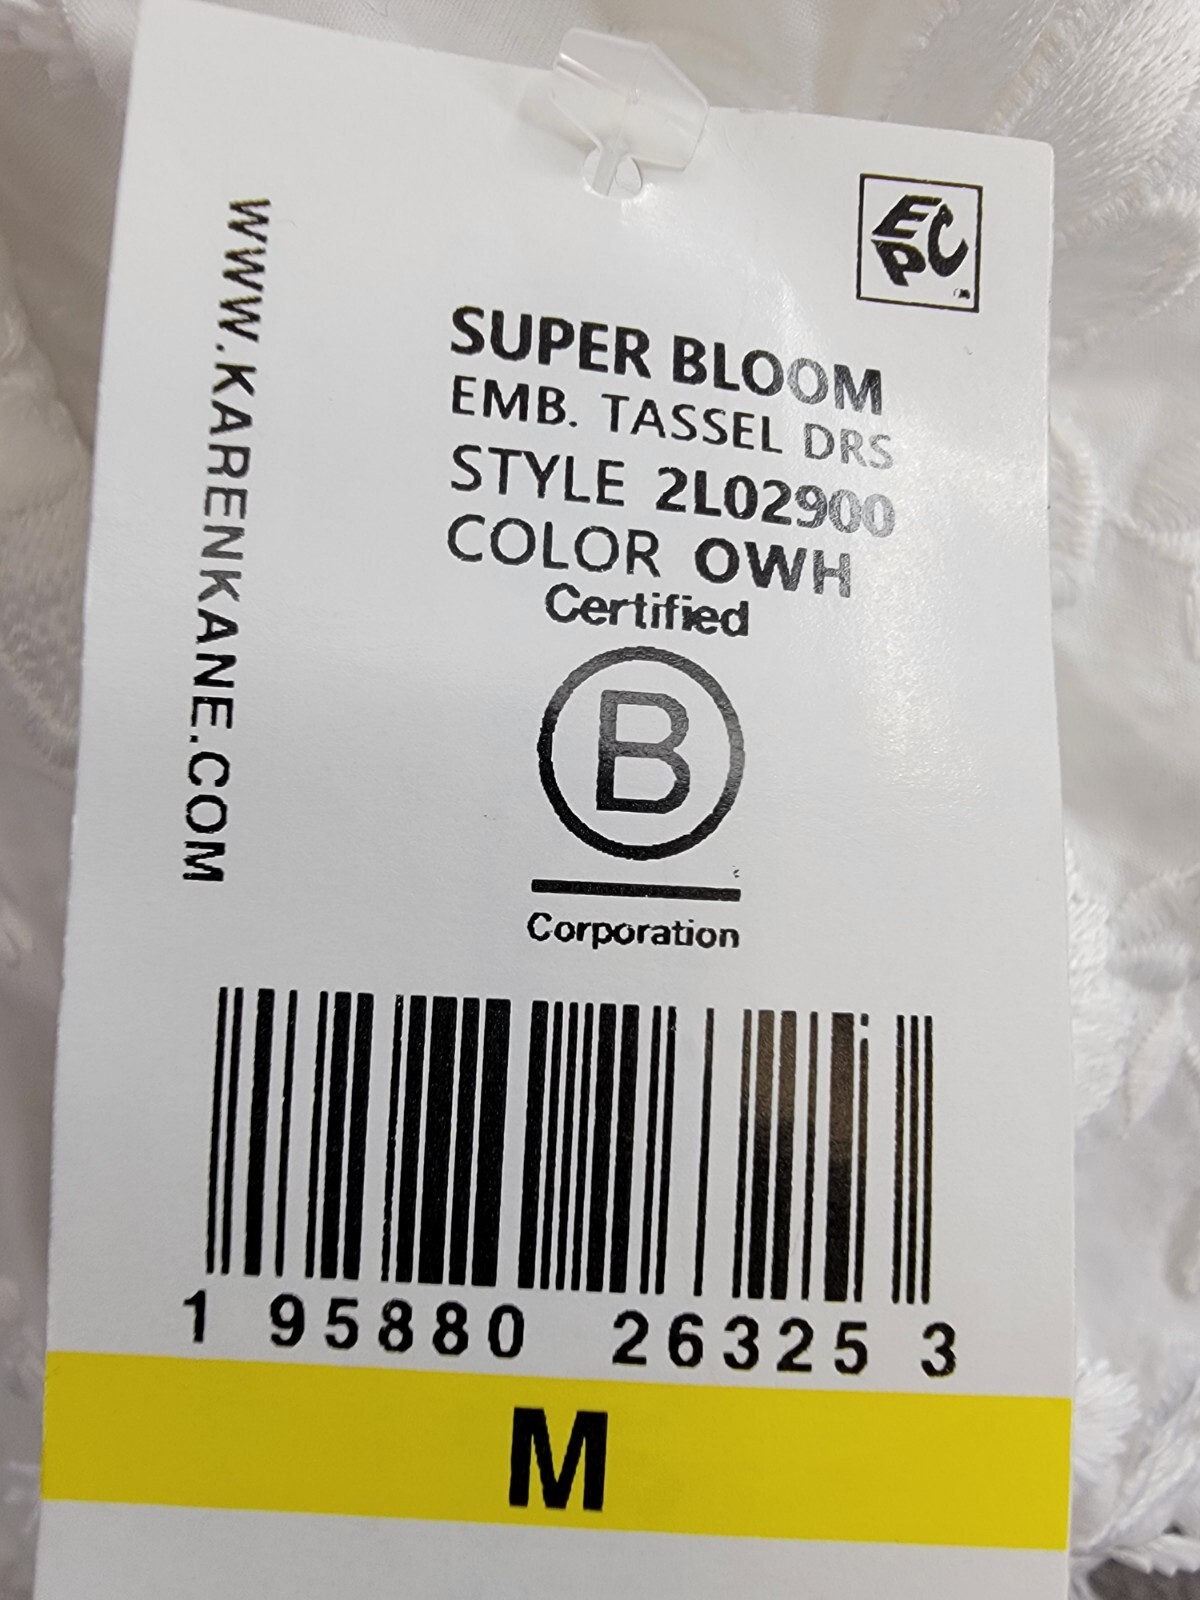 WWW.KARENKANE.COM
EPC
SUPER BLOOM
EMB. TASSEL DRS
STYLE 2L02900
COLOR OWH
Certified
B
Corporation
1 95880 26325 3
M